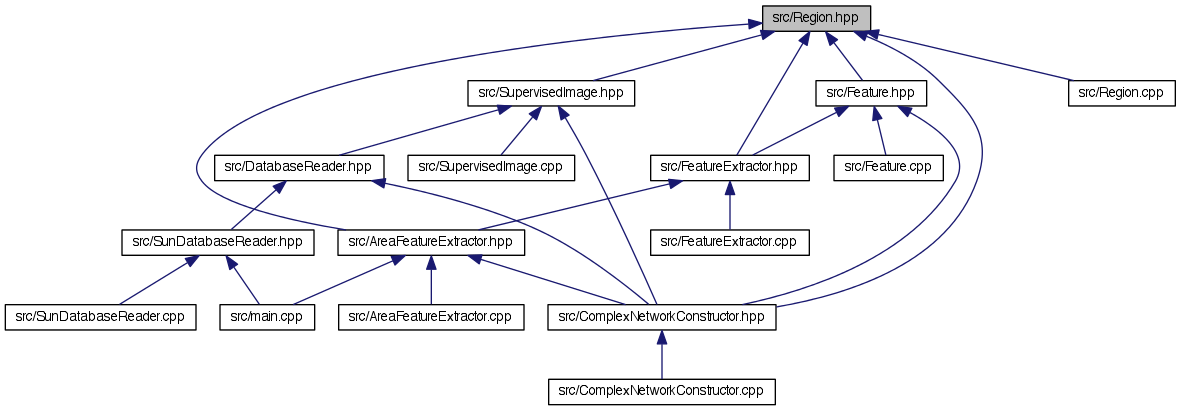 src/Region.hpp
src/SupervisedImage.hpp
src/Feature.hpp
src/Region.cpp
src/DatabaseReader.hpp
src/SupervisedImage.cpp
src/FeatureExtractor.hpp
src/Feature.cpp
src/SunDatabaseReader.hpp
src/AreaFeatureExtractor.hpp
src/FeatureExtractor.cpp
src/SunDatabaseReader.cpp
src/main.cpp
src/AreaFeatureExtractor.cpp
src/ComplexNetworkConstructor.hpp
src/ComplexNetworkConstructor.cpp